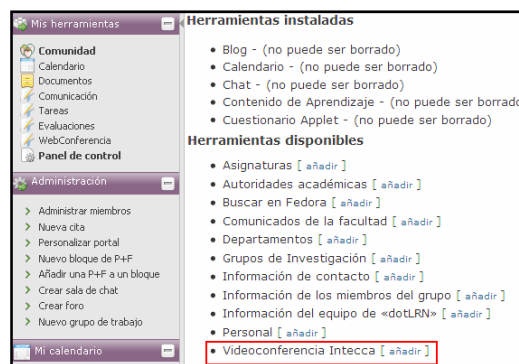 Mis herramientas
Comunidad
Calendario
Documentos
Comunicación
Tareas
Evaluaciones
WebConferencia
Panel de control
Administración
Administrar miembros
Nueva cita
Personalizar portal
Nuevo bloque de P+F
Añadir una P+F a un bloque
Crear sala de chat
Crear foro
Nuevo grupo de trabajo
Mi calendario
Herramientas instaladas
• Blog - (no puede ser borrado)
• Calendario - (no puede ser borrado)
• Chat - (no puede ser borrado)
• Contenido de Aprendizaje - (no puede ser borrado
• Cuestionario Applet - (no puede ser borrado)
Herramientas disponibles
• Asignaturas [ añadir ]
• Autoridades académicas [ añadir ]
• Buscar en Fedora [ añadir ]
• Comunicados de la facultad [ añadir ]
• Departamentos [ añadir ]
• Grupos de Investigación [ añadir ]
• Información de contacto [ añadir ]
• Información de los miembros del grupo [ añadir ]
• Información del equipo de «dotLRN» [ añadir ]
• Personal [ añadir ]
• Videoconferencia Intecca [ añadir ]